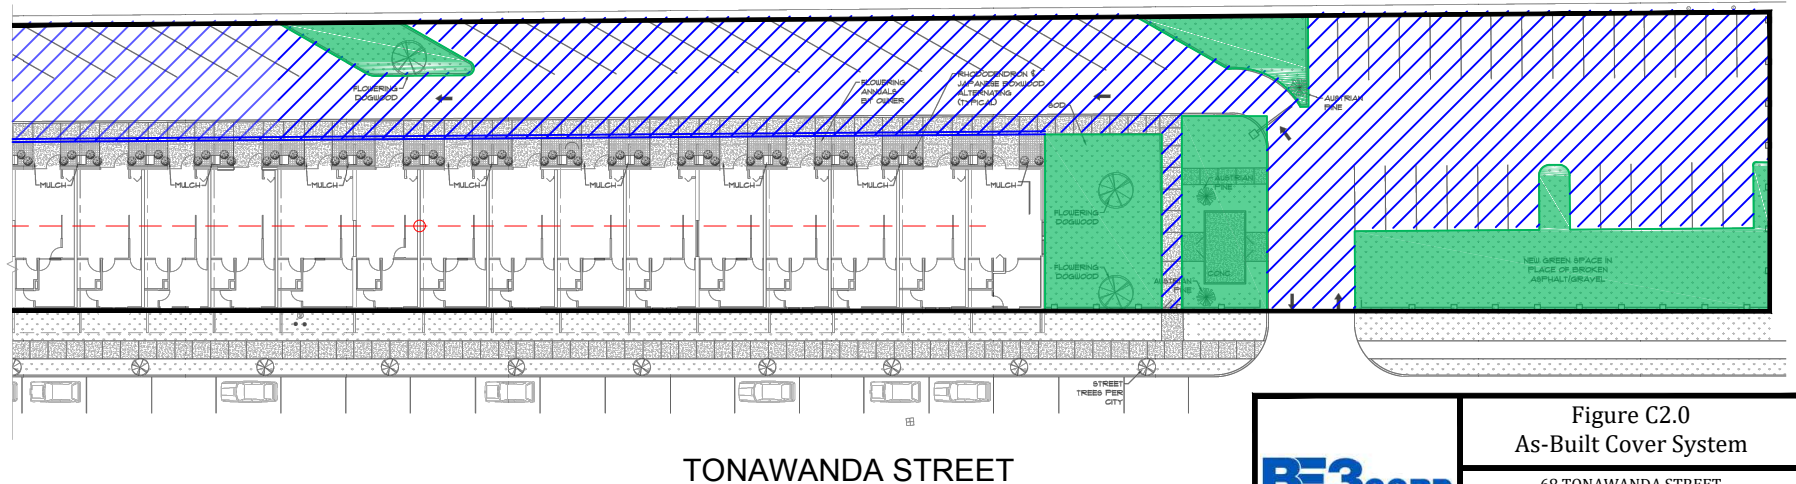 FLOWERING
DOGWOOD
FLOWERING
ANNUALS
BY OWNER
RHODODENDRON &
JAPANESE BOXWOOD
ALTERNATING
(TYPICAL)
SOD
AUSTRIAN
PINE
MULCH
MULCH
MULCH
MULCH
MULCH
MULCH
MULCH
MULCH
FLOWERING
DOGWOOD
AUSTRIAN
PINE
FLOWERING
DOGWOOD
AUSTRIAN
PINE
CONC.
NEW GREEN SPACE IN
PLACE OF BROKEN
ASPHALT/GRAVEL
STREET
TREES PER
CITY
TONAWANDA STREET
BE3 CORP
Figure C2.0
As-Built Cover System
68 TONAWANDA STREET